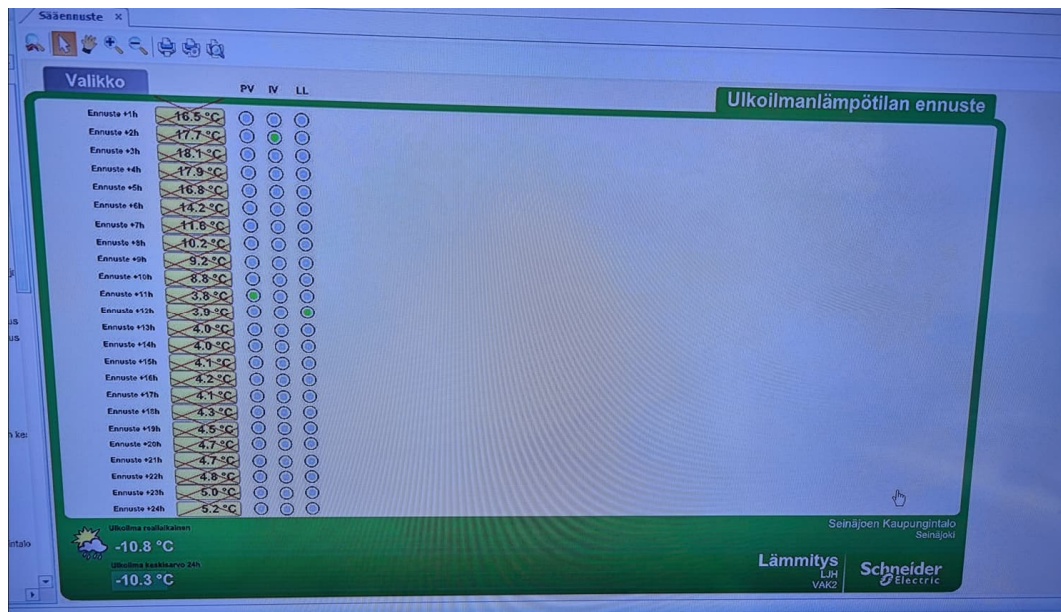 Sääennuste ×
Valikko
PV IV LL
Ulkoilmanlämpötilan ennuste
Ennuste +1h 16.5 °C
Ennuste +2h 17.7 °C
Ennuste +3h 18.1 °C
Ennuste +4h 17.9 °C
Ennuste +5h 16.8 °C
Ennuste +6h 14.2 °C
Ennuste +7h 11.6 °C
Ennuste +8h 10.2 °C
Ennuste +9h 9.2 °C
Ennuste +10h 8.8 °C
Ennuste +11h 3.8 °C
Ennuste +12h 3.9 °C
Ennuste +13h 4.0 °C
Ennuste +14h 4.0 °C
Ennuste +15h 4.1 °C
Ennuste +16h 4.2 °C
Ennuste +17h 4.1 °C
Ennuste +18h 4.3 °C
Ennuste +19h 4.5 °C
Ennuste +20h 4.7 °C
Ennuste +21h 4.7 °C
Ennuste +22h 4.8 °C
Ennuste +23h 5.0 °C
Ennuste +24h 5.2 °C
Ulkoilma reaaliaikainen
-10.8 °C
Ulkoilma keskiarvo 24h
-10.3 °C
Seinäjoen Kaupungintalo
Seinäjoki
Lämmitys
LJH
VAK2
Schneider
Electric
us
us
n kes
intalo